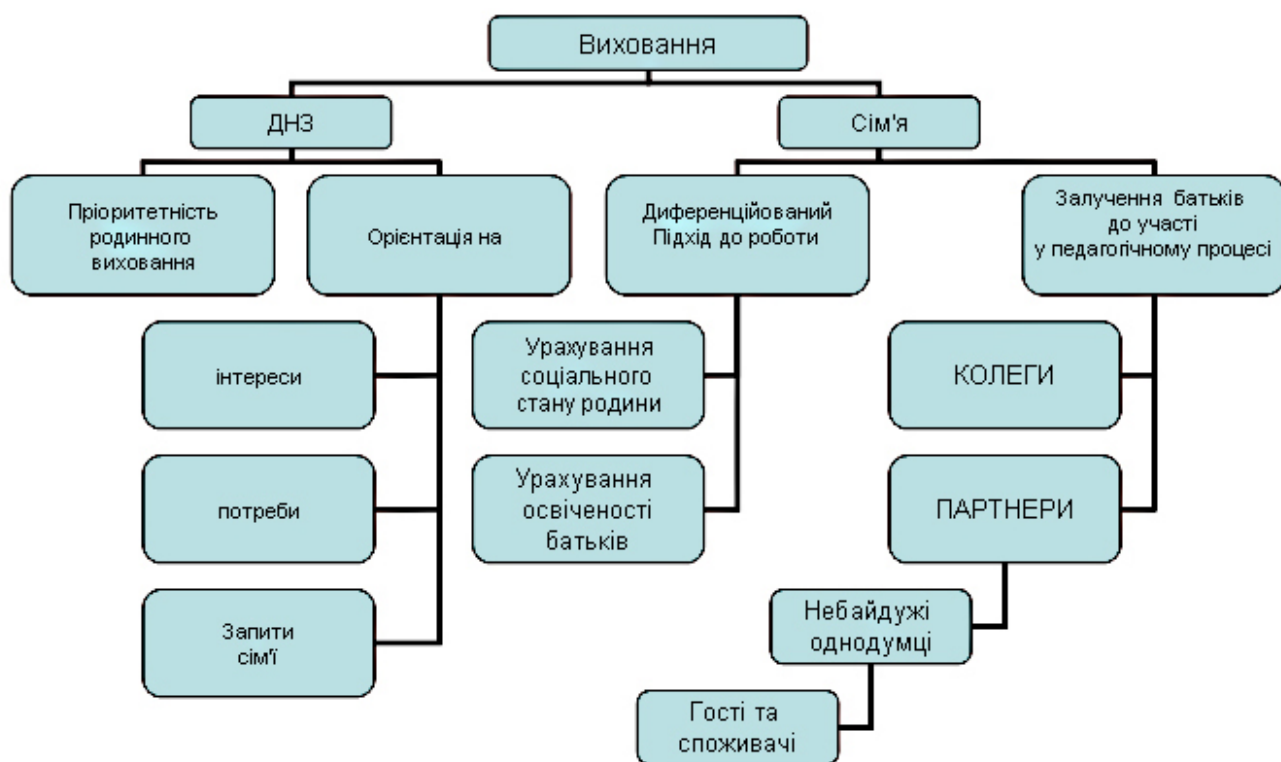 Виховання
ДНЗ
Сім'я
Пріоритетність
родинного
виховання
Орієнтація на
Диференційований
Підхід до роботи
Залучення батьків
до участі
у педагогічному процесі
інтереси
Урахування
соціального
стану родини
КОЛЕГИ
потреби
Урахування
освіченості
батьків
ПАРТНЕРИ
Запити
сім'ї
Небайдужі
однодумці
Гості та
споживачі